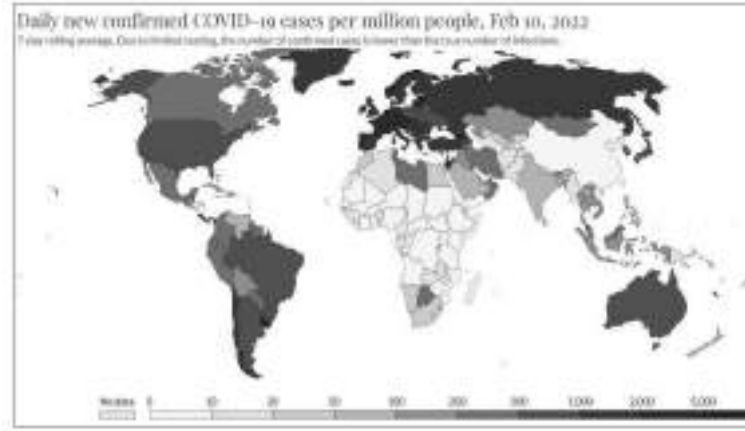 Daily new confirmed COVID-19 cases per million people, Feb 10, 2022
7-day rolling average. Due to limited testing, the number of confirmed cases is lower than the true number of infections.
No data 0 10 20 50 100 200 500 1,000 2,000 5,000